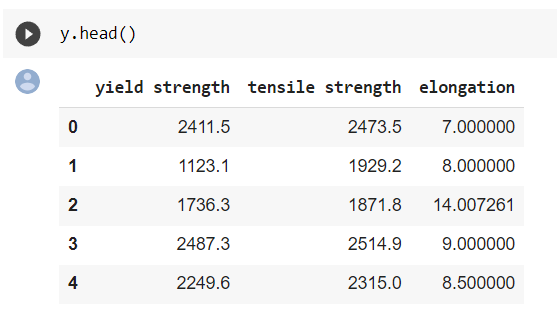 y.head()
yield strength tensile strength elongation
0 2411.5 2473.5 7.000000
1 1123.1 1929.2 8.000000
2 1736.3 1871.8 14.007261
3 2487.3 2514.9 9.000000
4 2249.6 2315.0 8.500000